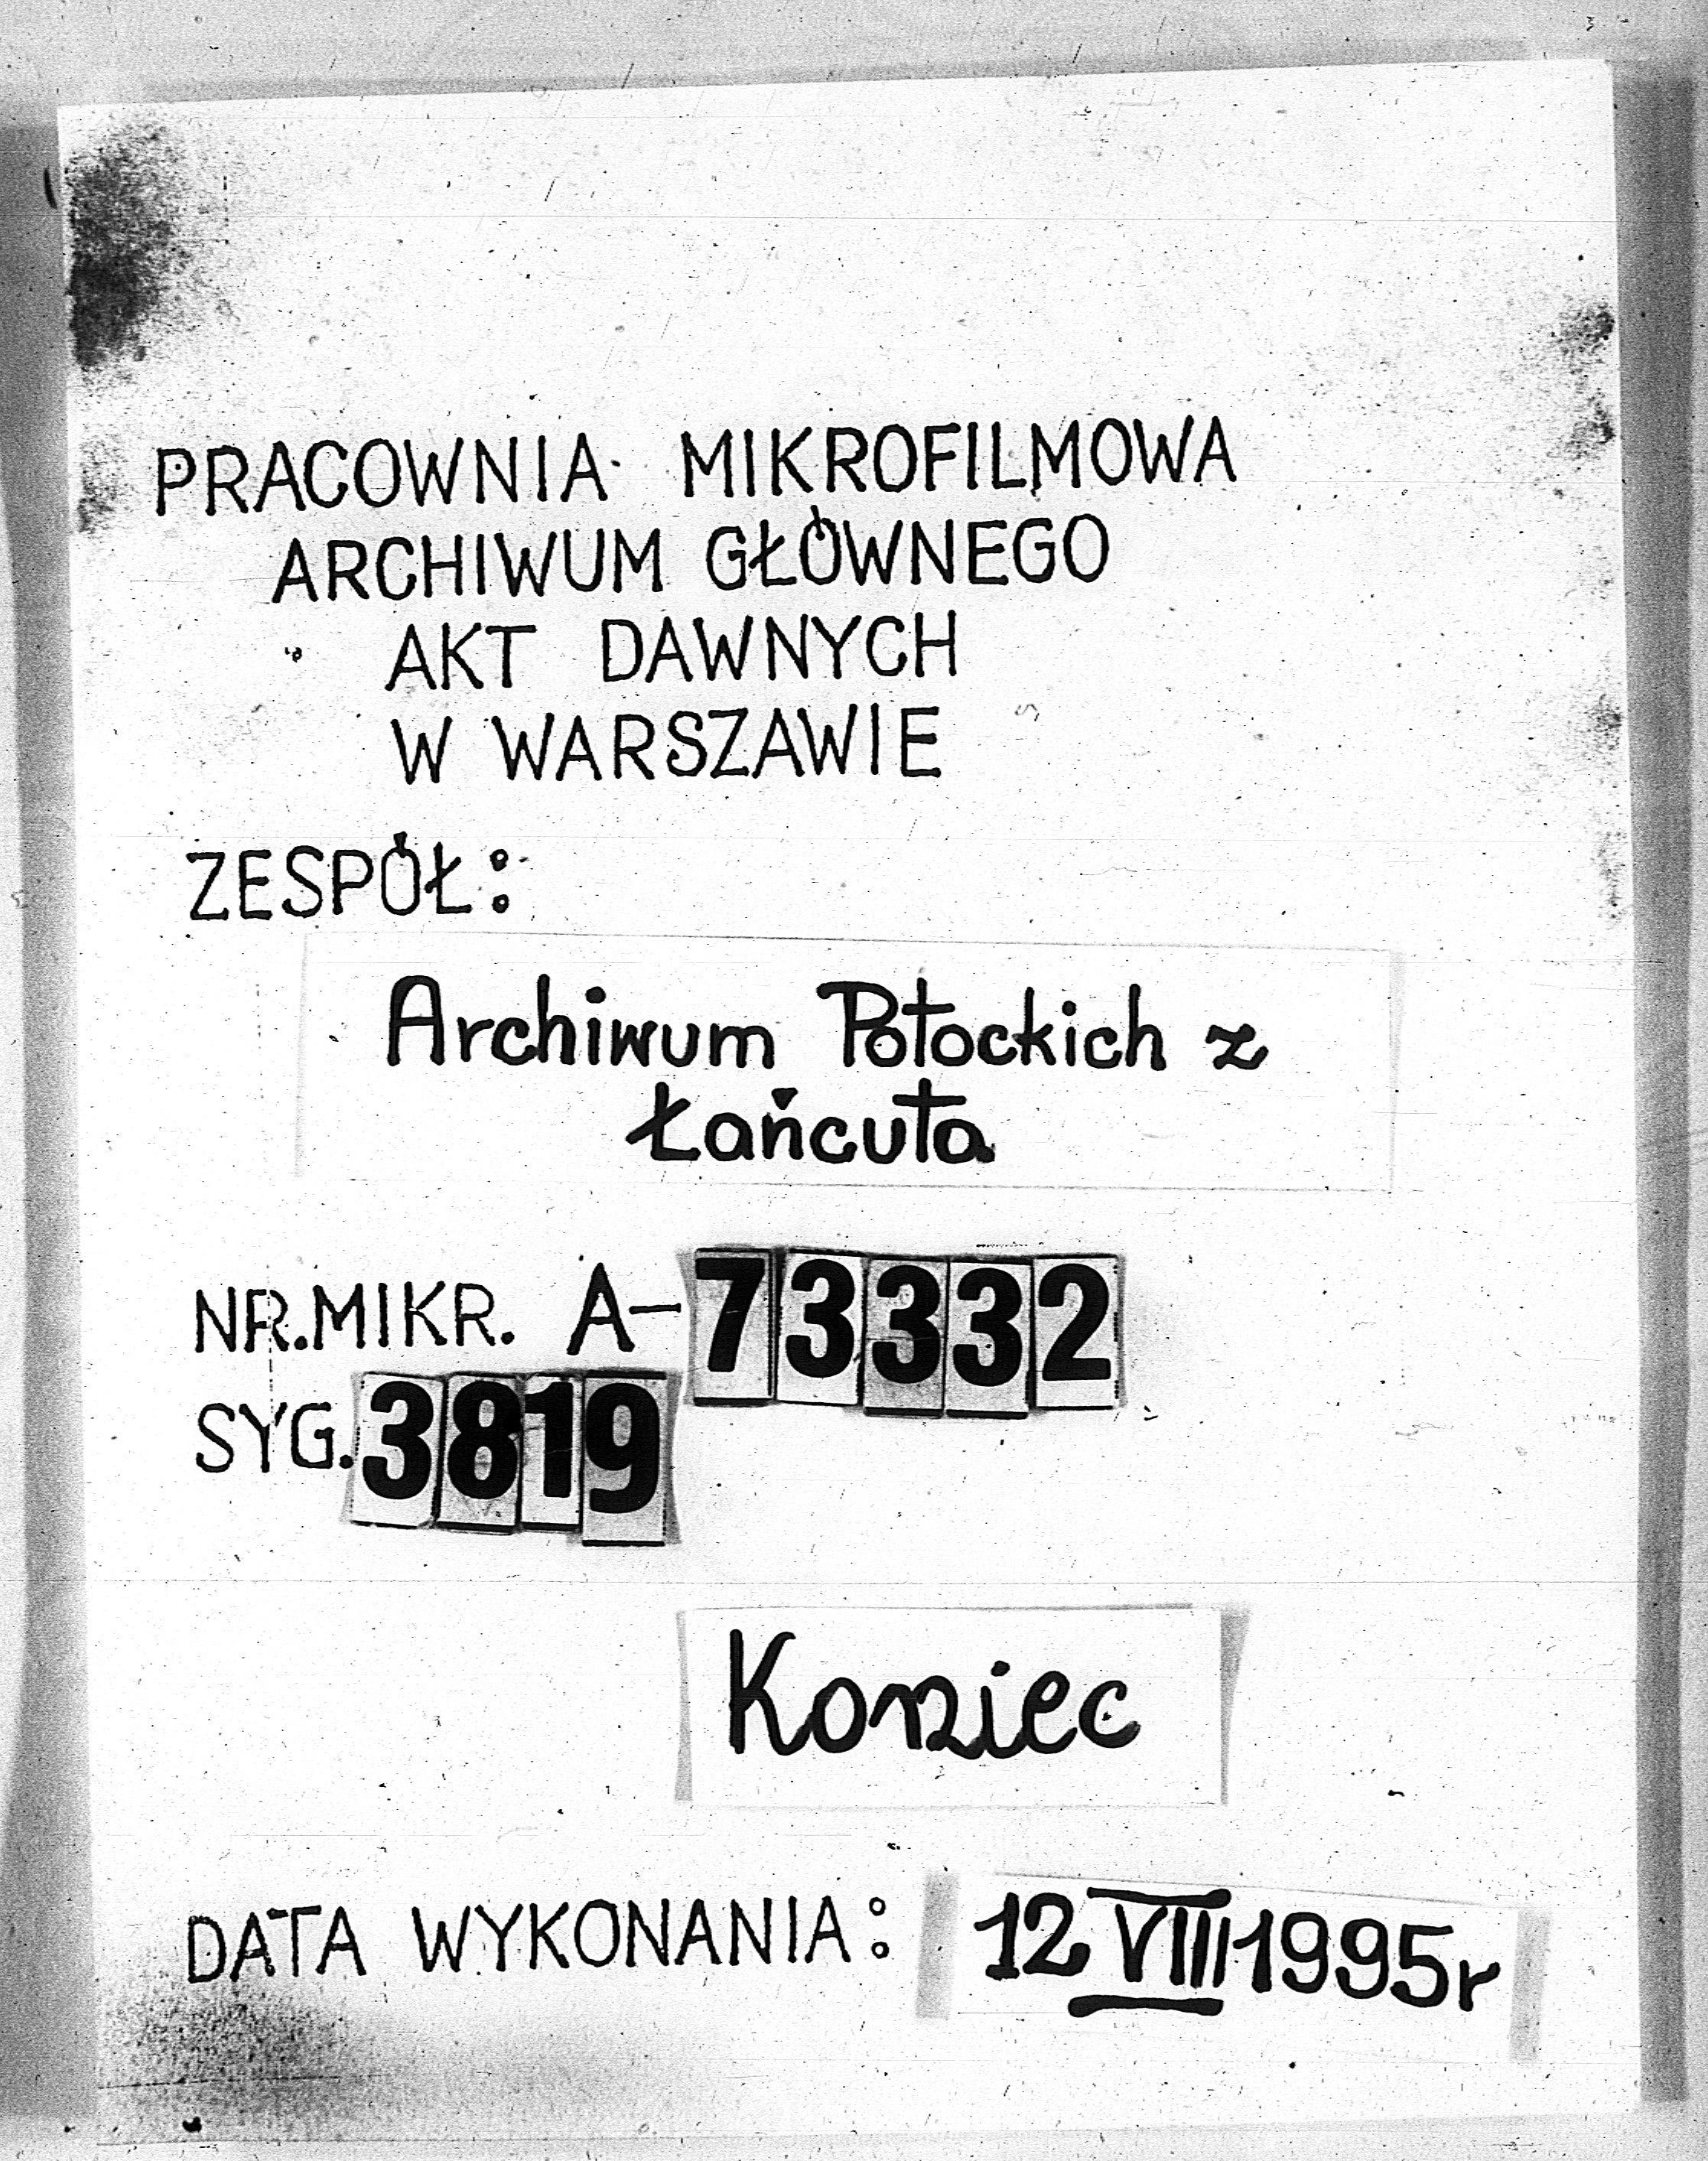 PRACOWNIA MIKROFILMOWA
ARCHIWUM GŁÓWNEGO
AKT DAWNYCH
W WARSZAWIE
ZESPÓŁ:
Archiwum Potockich z
Łańcuta
NR.MIKR. A-73332
SYG.3819
Koniec
DATA WYKONANIA: 12 VIII 1995r